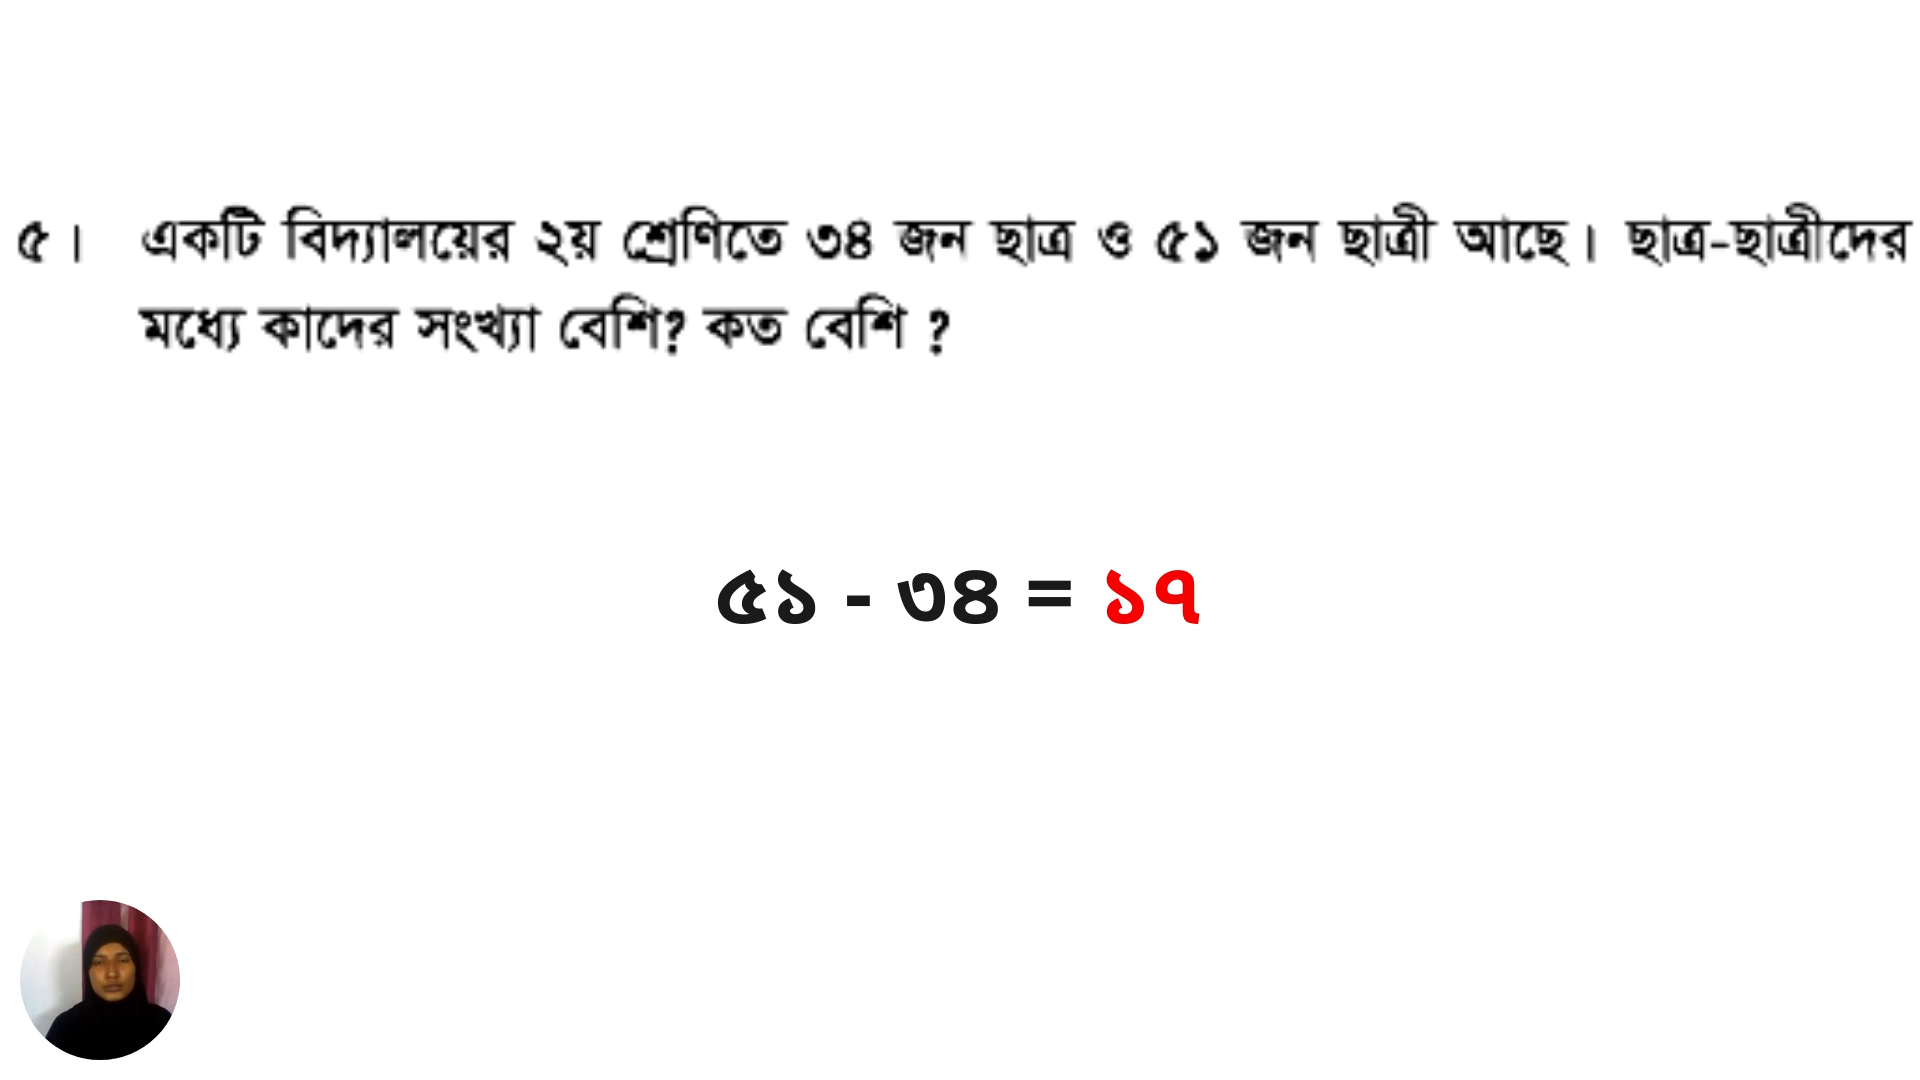 ৫। একটি বিদ্যালয়ের ২য় শ্রেণিতে ৩৪ জন ছাত্র ও ৫১ জন ছাত্রী আছে। ছাত্র-ছাত্রীদের
মধ্যে কাদের সংখ্যা বেশি? কত বেশি ?
৫১ - ৩৪ = ১৭